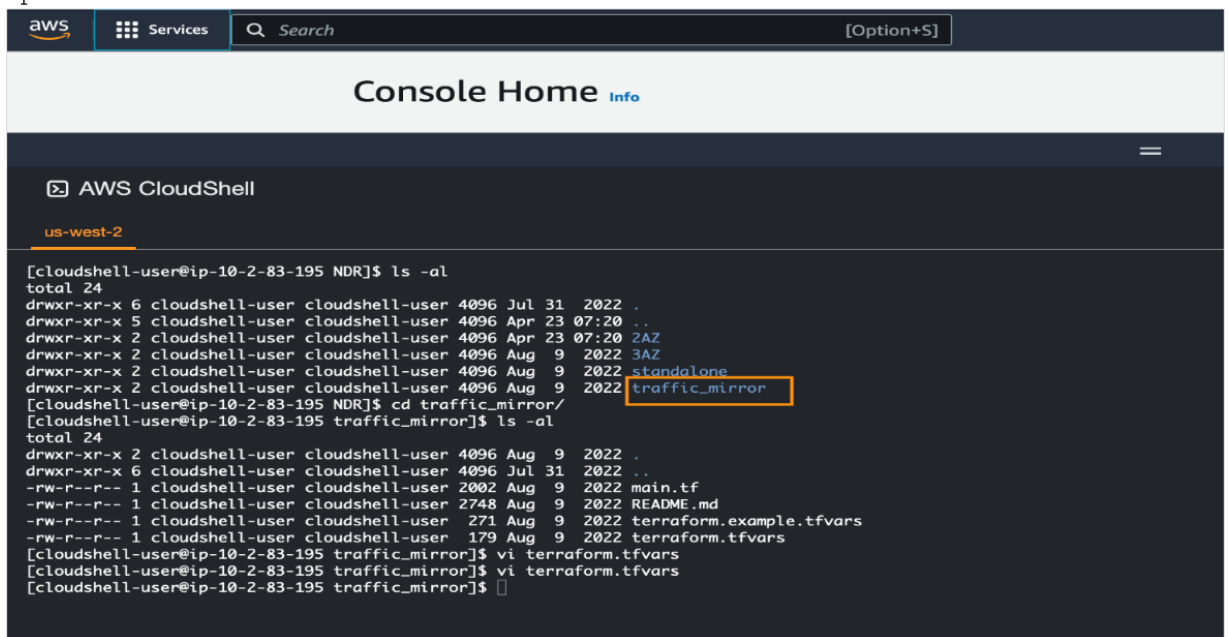 aws Services Search [Option+S]
Console Home Info
AWS CloudShell
us-west-2
[cloudshell-user@ip-10-2-83-195 NDR]$ ls -al
total 24
drwxr-xr-x 6 cloudshell-user cloudshell-user 4096 Jul 31  2022 .
drwxr-xr-x 5 cloudshell-user cloudshell-user 4096 Apr 23 07:20 ..
drwxr-xr-x 2 cloudshell-user cloudshell-user 4096 Apr 23 07:20 2AZ
drwxr-xr-x 2 cloudshell-user cloudshell-user 4096 Aug  9  2022 3AZ
drwxr-xr-x 2 cloudshell-user cloudshell-user 4096 Aug  9  2022 standalone
drwxr-xr-x 2 cloudshell-user cloudshell-user 4096 Aug  9  2022 traffic_mirror
[cloudshell-user@ip-10-2-83-195 NDR]$ cd traffic_mirror/
[cloudshell-user@ip-10-2-83-195 traffic_mirror]$ ls -al
total 24
drwxr-xr-x 2 cloudshell-user cloudshell-user 4096 Aug  9  2022 .
drwxr-xr-x 6 cloudshell-user cloudshell-user 4096 Jul 31  2022 ..
-rw-r--r-- 1 cloudshell-user cloudshell-user 2002 Aug  9  2022 main.tf
-rw-r--r-- 1 cloudshell-user cloudshell-user 2748 Aug  9  2022 README.md
-rw-r--r-- 1 cloudshell-user cloudshell-user  271 Aug  9  2022 terraform.example.tfvars
-rw-r--r-- 1 cloudshell-user cloudshell-user  179 Aug  9  2022 terraform.tfvars
[cloudshell-user@ip-10-2-83-195 traffic_mirror]$ vi terraform.tfvars
[cloudshell-user@ip-10-2-83-195 traffic_mirror]$ vi terraform.tfvars
[cloudshell-user@ip-10-2-83-195 traffic_mirror]$